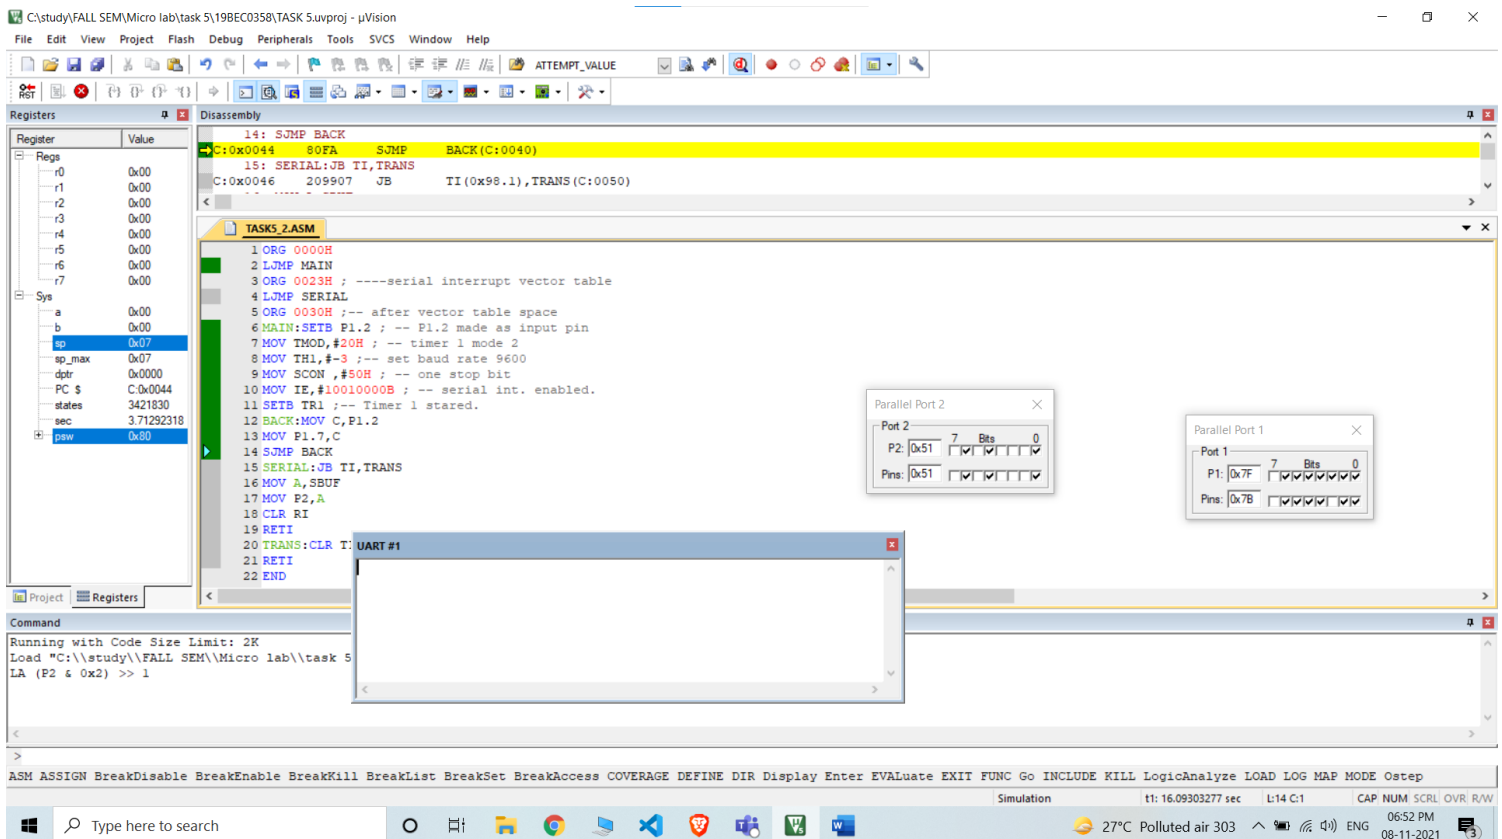 C:\study\FALL SEM\Micro lab\task 5\19BEC0358\TASK 5.uvproj - µVision
File Edit View Project Flash Debug Peripherals Tools SVCS Window Help
ATTEMPT_VALUE
RST
Registers
Register Value
Regs
r0 0x00
r1 0x00
r2 0x00
r3 0x00
r4 0x00
r5 0x00
r6 0x00
r7 0x00
Sys
a 0x00
b 0x00
sp 0x07
sp_max 0x07
dptr 0x0000
PC $ C:0x0044
states 3421830
sec 3.71292318
psw 0x80
Project Registers
Disassembly
14: SJMP BACK
C:0x0044 80FA SJMP BACK(C:0040)
15: SERIAL:JB TI,TRANS
C:0x0046 209907 JB TI(0x98.1),TRANS(C:0050)
TASK5_2.ASM
1 ORG 0000H
2 LJMP MAIN
3 ORG 0023H ; ----serial interrupt vector table
4 LJMP SERIAL
5 ORG 0030H ;-- after vector table space
6 MAIN:SETB P1.2 ; -- P1.2 made as input pin
7 MOV TMOD,#20H ; -- timer 1 mode 2
8 MOV TH1,#-3 ;-- set baud rate 9600
9 MOV SCON ,#50H ; -- one stop bit
10 MOV IE,#10010000B ; -- serial int. enabled.
11 SETB TR1 ;-- Timer 1 stared.
12 BACK:MOV C,P1.2
13 MOV P1.7,C
14 SJMP BACK
15 SERIAL:JB TI,TRANS
16 MOV A,SBUF
17 MOV P2,A
18 CLR RI
19 RETI
20 TRANS:CLR TI
21 RETI
22 END
Parallel Port 2
Port 2
7 Bits 0
P2: 0x51
Pins: 0x51
Parallel Port 1
Port 1
7 Bits 0
P1: 0x7F
Pins: 0x7B
UART #1
Command
Running with Code Size Limit: 2K
Load "C:\\study\\FALL SEM\\Micro lab\\task 5
LA (P2 & 0x2) >> 1
>
ASM ASSIGN BreakDisable BreakEnable BreakKill BreakList BreakSet BreakAccess COVERAGE DEFINE DIR Display Enter EVALuate EXIT FUNC Go INCLUDE KILL LogicAnalyze LOAD LOG MAP MODE Ostep
Simulation t1: 16.09303277 sec L:14 C:1 CAP NUM SCRL OVR R/W
Type here to search
27°C Polluted air 303 ENG
06:52 PM
08-11-2021
3